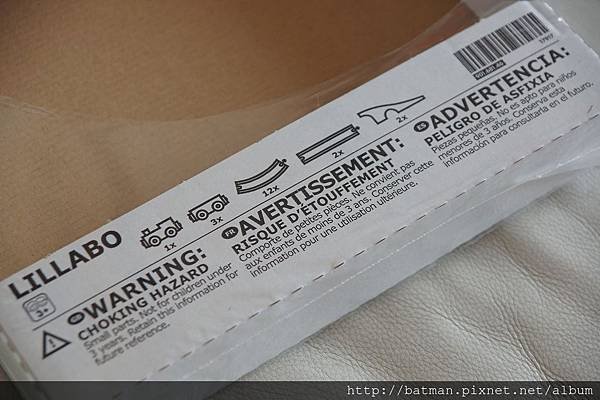 LILLABO
1x
3x
12x
2x
2x
3+
WARNING:
CHOKING HAZARD
Small parts. Not for children under
3 years. Retain this information for
future reference.
FR AVERTISSEMENT:
RISQUE D'ÉTOUFFEMENT
Comporte de petites pièces. Ne convient pas
aux enfants de moins de 3 ans. Conserver cette
information pour une utilisation ultérieure.
ES ADVERTENCIA:
PELIGRO DE ASFIXIA
Piezas pequeñas. No es apto para niños
menores de 3 años. Conserva esta
información para consultarla en el futuro.
http://batman.pixnet.net/album